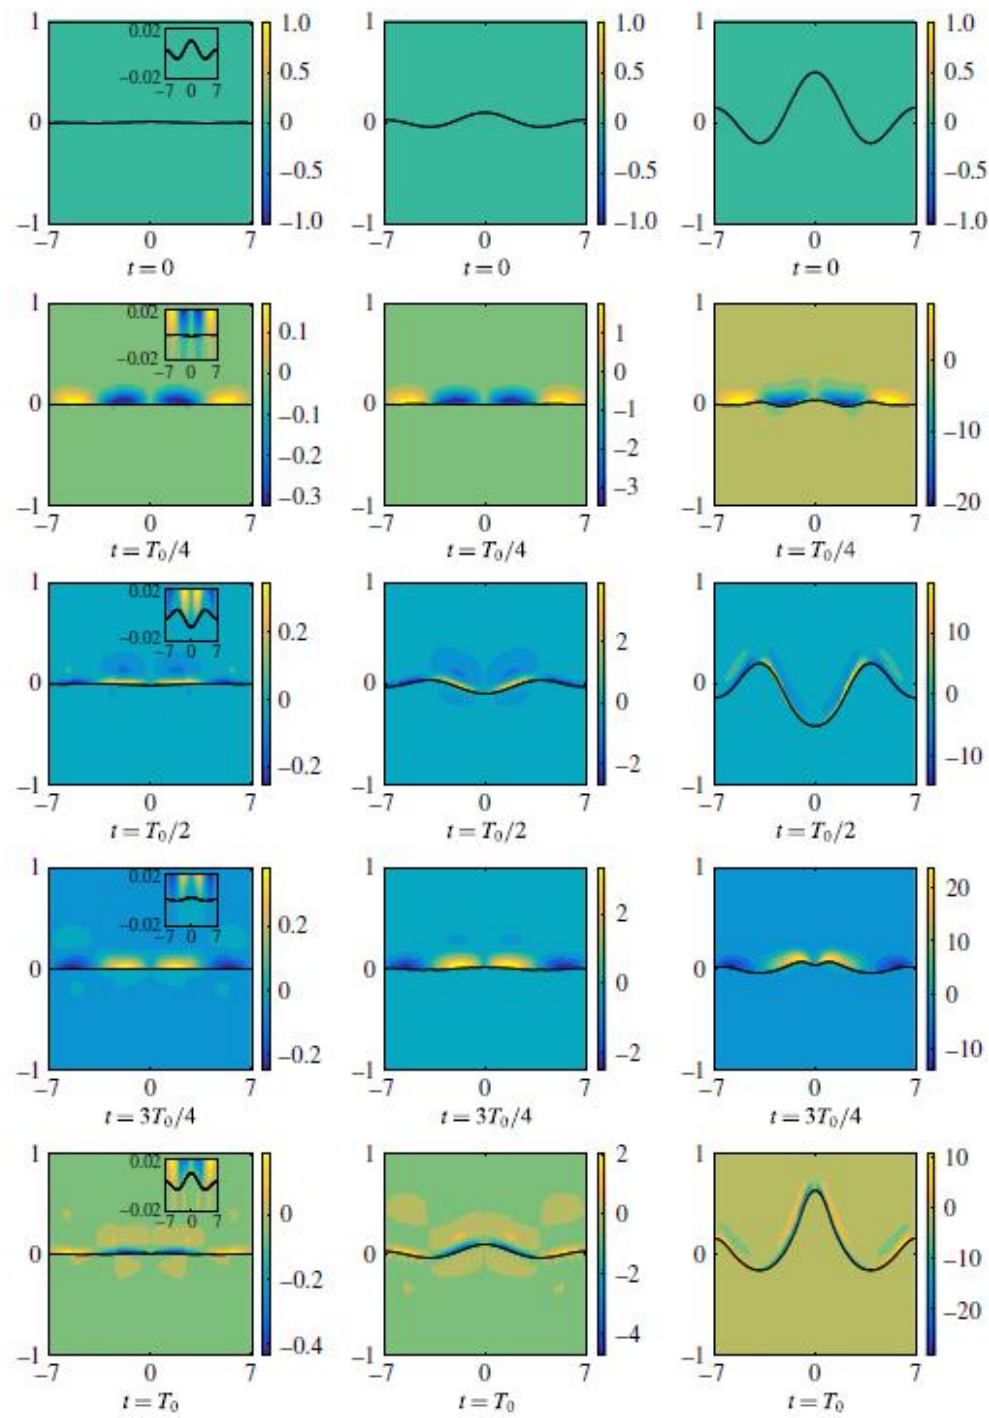 1 0.02 1.0 1 1.0 1 1.0
0.5 0.5 0.5
−0.02
−7 0 7
0 0 0 0 0 0
−0.5 −0.5 −0.5
−1 −1.0 −1 −1.0 −1 −1.0
−7 0 7 −7 0 7 −7 0 7
t = 0 t = 0 t = 0
1 0.02 1 1
0.1 1 0
−0.02
−7 0 7
0 0 0 0 0
−0.1 −1 −10
−0.2 −2
−0.3 −3 −20
−1 −1 −1
−7 0 7 −7 0 7 −7 0 7
t = T0/4 t = T0/4 t = T0/4
1 0.02 1 1
0.2 2 10
−0.02
−7 0 7
0 0 0 0 0 0
−0.2 −2 −10
−1 −1 −1
−7 0 7 −7 0 7 −7 0 7
t = T0/2 t = T0/2 t = T0/2
1 0.02 1 1 20
0.2 2
−0.02 10
−7 0 7
0 0 0 0 0 0
−0.2 −2 −10
−1 −1 −1
−7 0 7 −7 0 7 −7 0 7
t = 3T0/4 t = 3T0/4 t = 3T0/4
1 0.02 1 2 1 10
−0.02 0 0 0
−7 0 7
0 0 0 −10
−0.2 −2
−0.4 −4 −20
−1 −1 −1
−7 0 7 −7 0 7 −7 0 7
t = T0 t = T0 t = T0